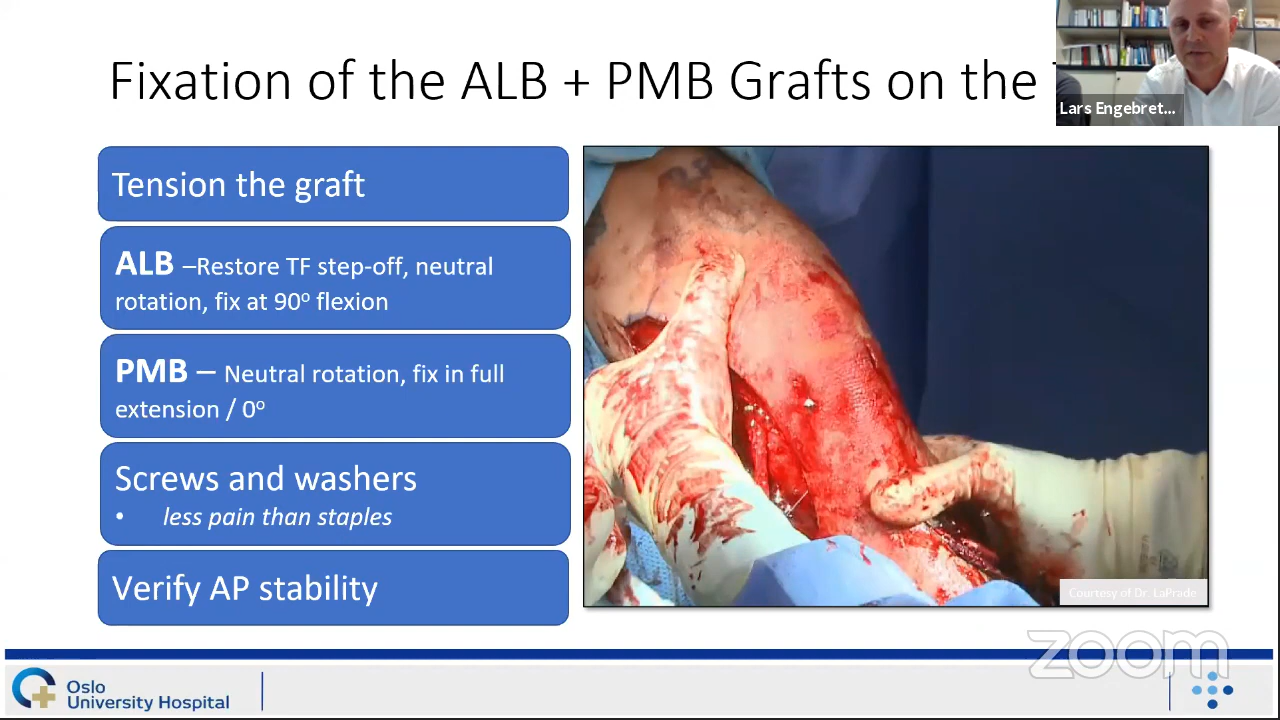 Fixation of the ALB + PMB Grafts on the
Lars Engebret...
Tension the graft
ALB –Restore TF step-off, neutral
rotation, fix at 90º flexion
PMB – Neutral rotation, fix in full
extension / 0º
Screws and washers
• less pain than staples
Verify AP stability
Courtesy of Dr. LaPrade
zoom
Oslo
University Hospital